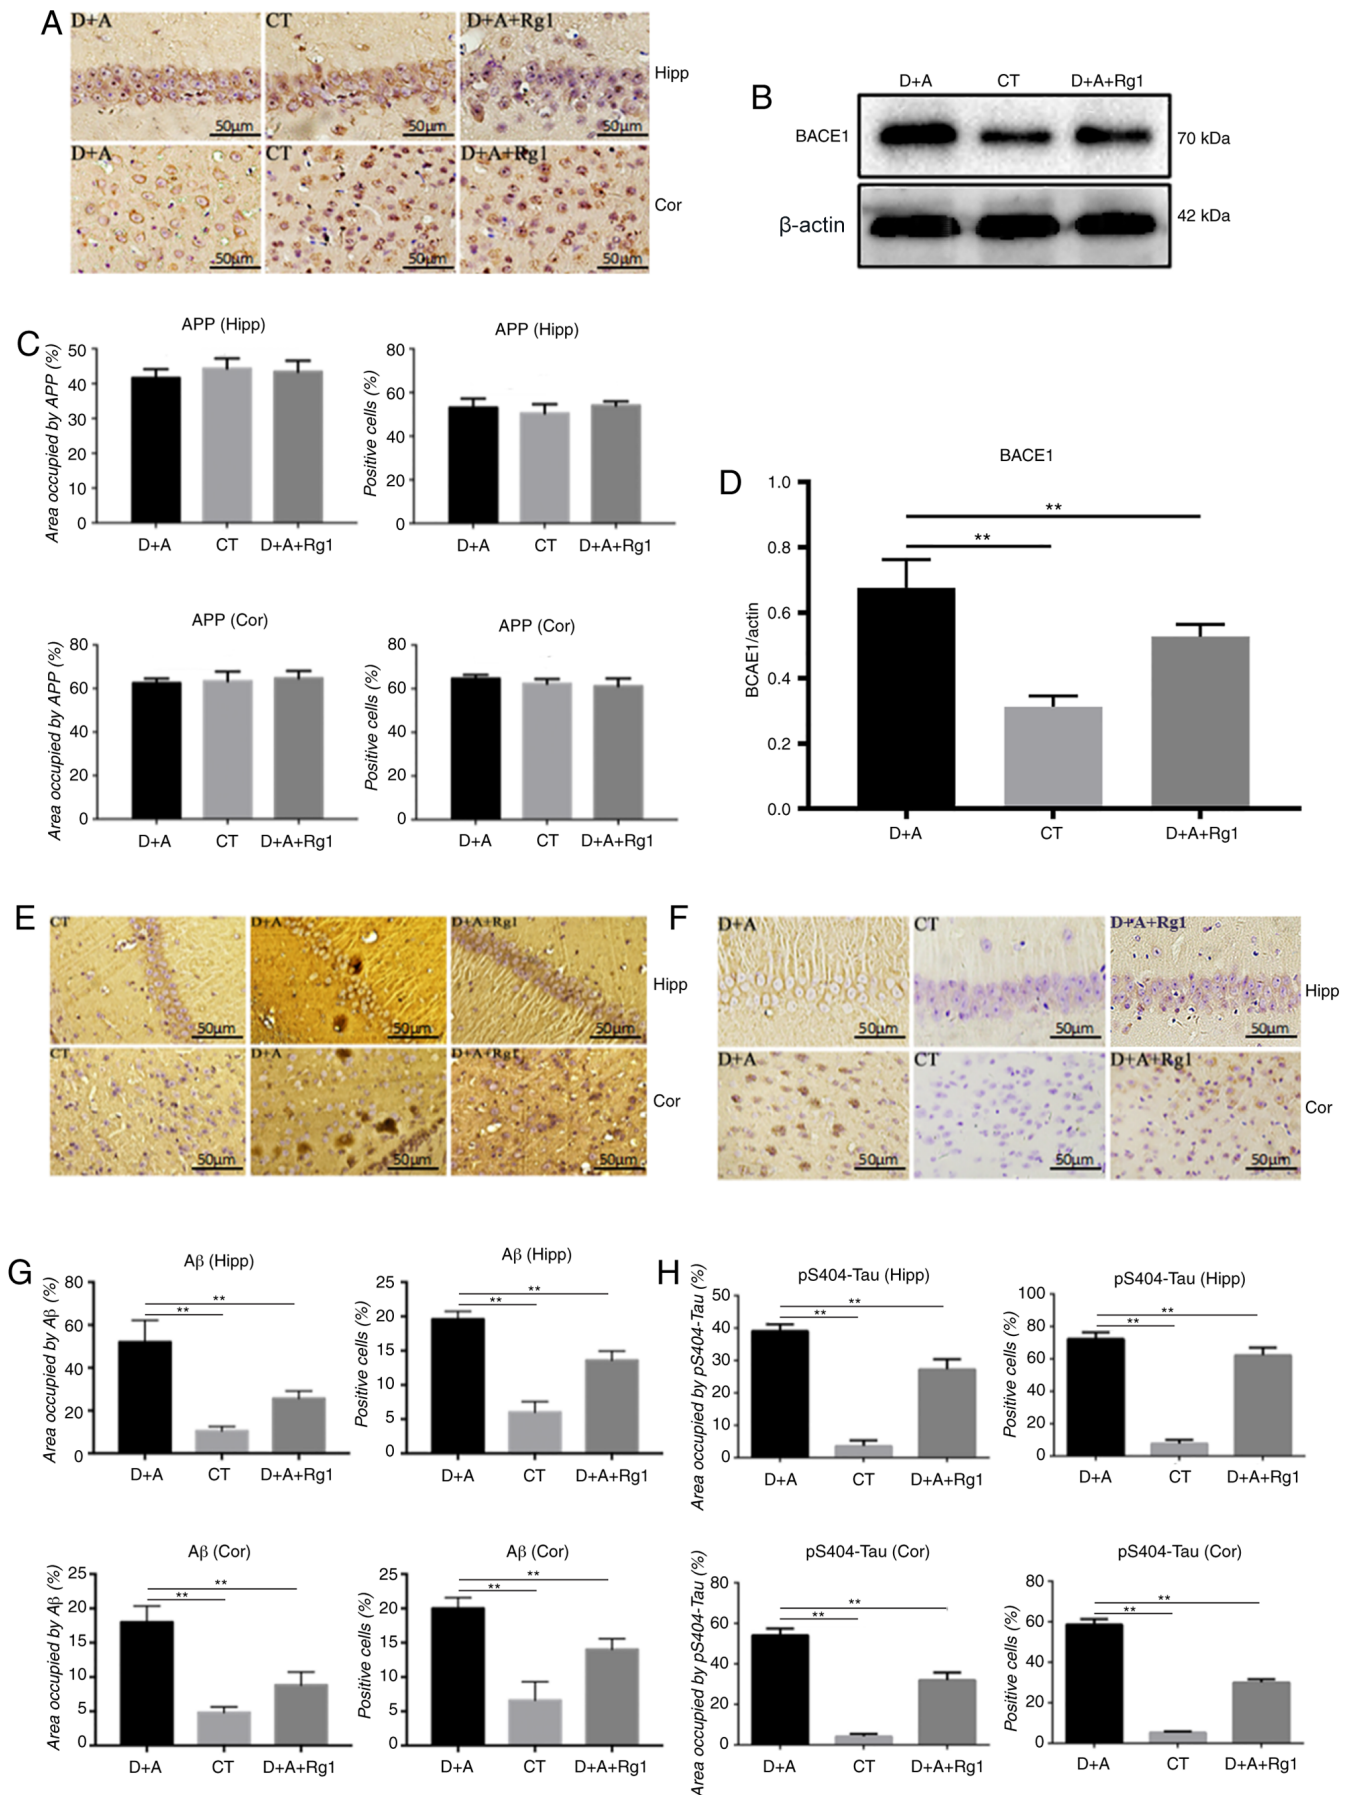 A
D+A CT D+A+Rg1
Hipp
50µm 50µm 50µm
D+A CT D+A+Rg1
Cor
50µm 50µm 50µm
B
D+A CT D+A+Rg1
BACE1 70 kDa
β-actin 42 kDa
C
APP (Hipp)
Area occupied by APP (%)
50
40
30
20
10
0
D+A CT D+A+Rg1
APP (Hipp)
Positive cells (%)
80
60
40
20
0
D+A CT D+A+Rg1
APP (Cor)
Area occupied by APP (%)
80
60
40
20
0
D+A CT D+A+Rg1
APP (Cor)
Positive cells (%)
80
60
40
20
0
D+A CT D+A+Rg1
D
BACE1
BCAE1/actin
1.0
0.8
0.6
0.4
0.2
0.0
**
**
D+A CT D+A+Rg1
E
CT D+A D+A+Rg1
Hipp
50µm 50µm 50µm
CT D+A D+A+Rg1
Cor
50µm 50µm 50µm
F
D+A CT D+A+Rg1
Hipp
50µm 50µm 50µm
D+A CT D+A+Rg1
Cor
50µm 50µm 50µm
G
Aβ (Hipp)
Area occupied by Aβ (%)
80
60
40
20
0
**
**
D+A CT D+A+Rg1
Aβ (Hipp)
Positive cells (%)
25
20
15
10
5
0
**
**
D+A CT D+A+Rg1
Aβ (Cor)
Area occupied by Aβ (%)
25
20
15
10
5
0
**
**
D+A CT D+A+Rg1
Aβ (Cor)
Positive cells (%)
25
20
15
10
5
0
**
**
D+A CT D+A+Rg1
H
pS404-Tau (Hipp)
Area occupied by pS404-Tau (%)
50
40
30
20
10
0
**
**
D+A CT D+A+Rg1
pS404-Tau (Hipp)
Positive cells (%)
100
80
60
40
20
0
**
**
D+A CT D+A+Rg1
pS404-Tau (Cor)
Area occupied by pS404-Tau (%)
80
60
40
20
0
**
**
D+A CT D+A+Rg1
pS404-Tau (Cor)
Positive cells (%)
80
60
40
20
0
**
**
D+A CT D+A+Rg1